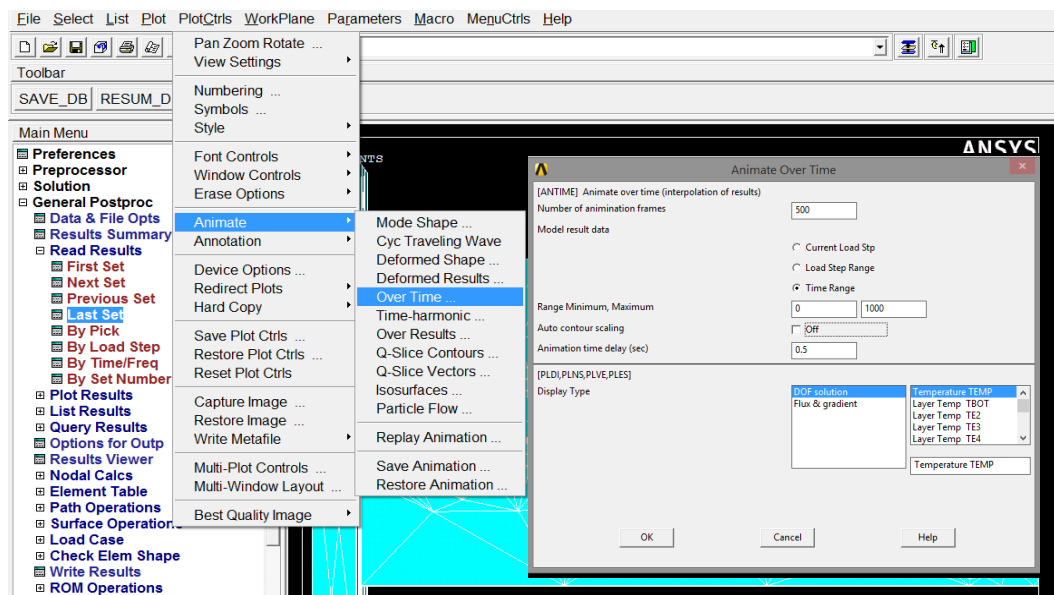 File Select List Plot PlotCtrls WorkPlane Parameters Macro MenuCtrls Help
Toolbar
SAVE_DB RESUM_D
Main Menu
Preferences
Preprocessor
Solution
General Postproc
Data & File Opts
Results Summary
Read Results
First Set
Next Set
Previous Set
Last Set
By Pick
By Load Step
By Time/Freq
By Set Number
Plot Results
List Results
Query Results
Options for Outp
Results Viewer
Nodal Calcs
Element Table
Path Operations
Surface Operations
Load Case
Check Elem Shape
Write Results
ROM Operations
Pan Zoom Rotate ...
View Settings
Numbering ...
Symbols ...
Style
Font Controls
Window Controls
Erase Options
Animate
Annotation
Device Options ...
Redirect Plots
Hard Copy
Save Plot Ctrls ...
Restore Plot Ctrls ...
Reset Plot Ctrls
Capture Image ...
Restore Image ...
Write Metafile
Multi-Plot Controls ...
Multi-Window Layout ...
Best Quality Image
Mode Shape ...
Cyc Traveling Wave
Deformed Shape ...
Deformed Results ...
Over Time ...
Time-harmonic ...
Over Results ...
Q-Slice Contours ...
Q-Slice Vectors ...
Isosurfaces ...
Particle Flow ...
Replay Animation ...
Save Animation ...
Restore Animation ...
NTS
ANSYS
Animate Over Time
[ANTIME] Animate over time (interpolation of results)
Number of animination frames 500
Model result data
Current Load Stp
Load Step Range
Time Range
Range Minimum, Maximum 0 1000
Auto contour scaling Off
Animation time delay (sec) 0.5
[PLDI,PLNS,PLVE,PLES]
Display Type DOF solution Temperature TEMP
Flux & gradient Layer Temp TBOT
Layer Temp TE2
Layer Temp TE3
Layer Temp TE4
Temperature TEMP
OK Cancel Help